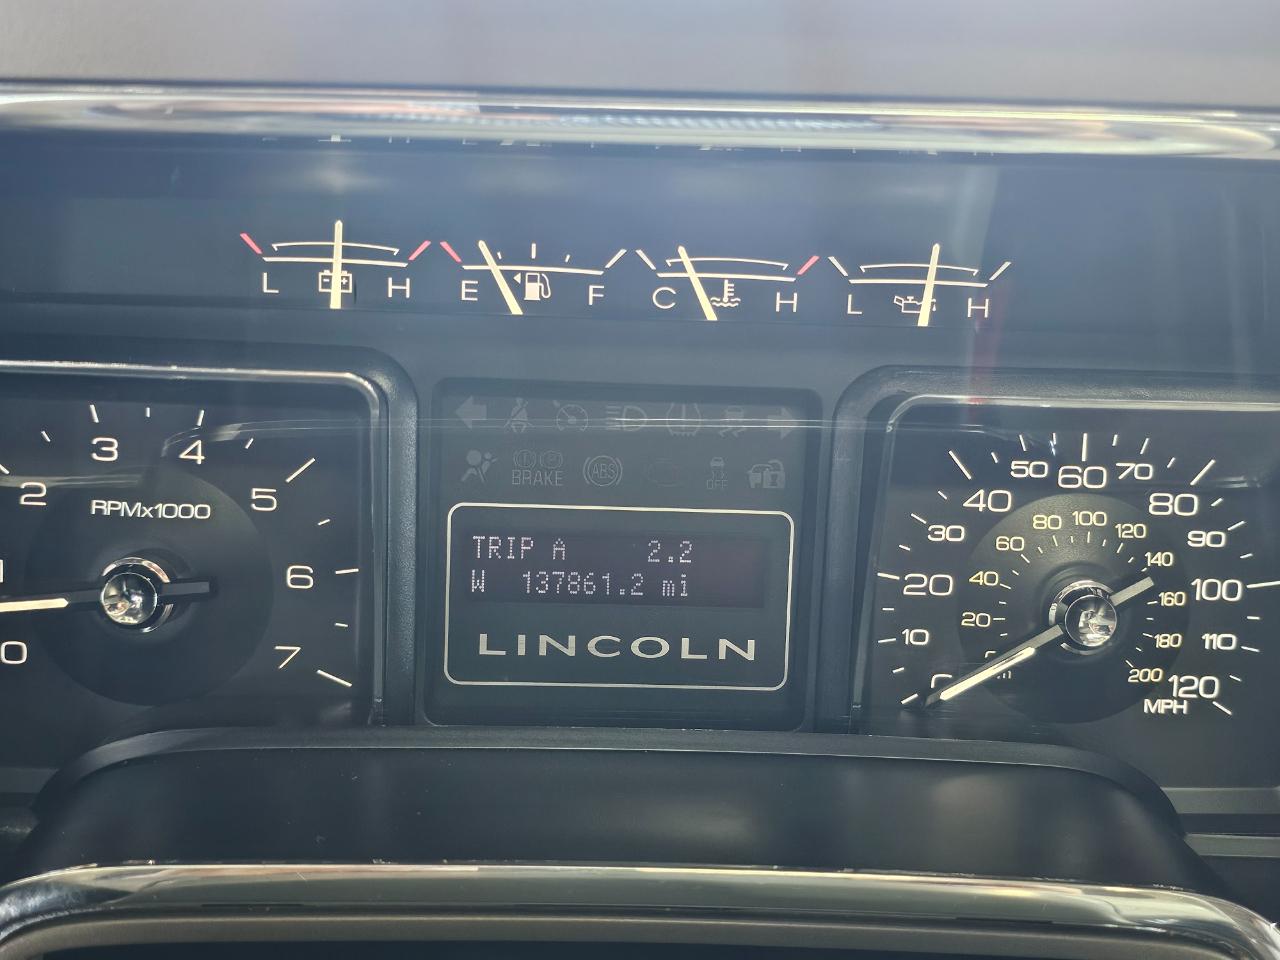 L H E F C H L H
2 3 4 5 6 7 0
RPMx1000
BRAKE ABS OFF
TRIP A 2.2
W 137861.2 mi
LINCOLN
10 20 30 40 50 60 70 80 90 100 110 120
MPH
20 40 60 80 100 120 140 160 180 200